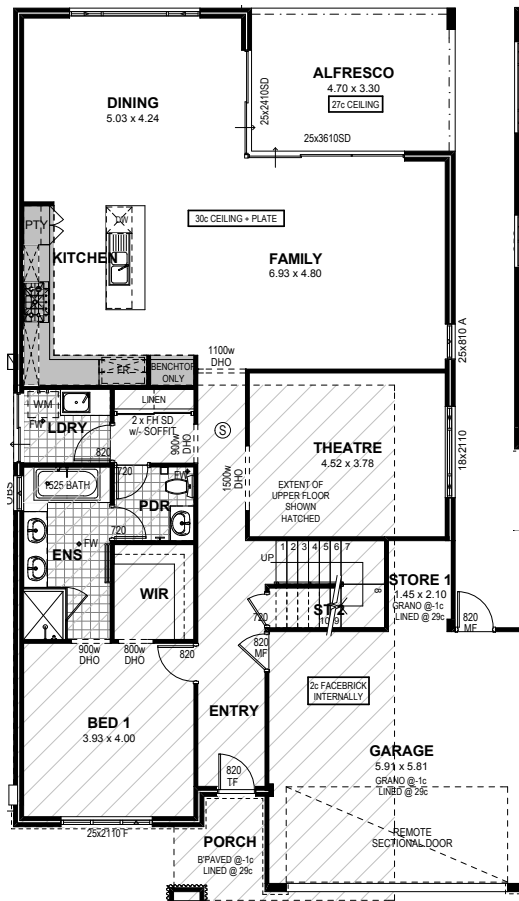 ALFRESCO
4.70 x 3.30
27c CEILING
DINING
5.03 x 4.24
25x2410SD
25x3610SD
PTY
DW
30c CEILING + PLATE
KITCHEN
FAMILY
6.93 x 4.80
25x810 A
1100w
DHO
FR
BENCHTOP
ONLY
LINEN
WM
FW
LDRY
2 x FH SD
w/- SOFFIT
820
900w
DHO
S
THEATRE
4.52 x 3.78
18x2110
1500w
DHO
EXTENT OF
UPPER FLOOR
SHOWN
HATCHED
OBS
1525 BATH
720
FW
PDR
720
FW
ENS
WIR
UP
1 2 3 4 5 6 7
8
ST 2
10 9
STORE 1
1.45 x 2.10
GRANO @-1c
LINED @ 29c
820
MF
720
820
MF
900w
DHO
800w
DHO
820
BED 1
3.93 x 4.00
ENTRY
2c FACEBRICK
INTERNALLY
GARAGE
5.91 x 5.81
GRANO @-1c
LINED @ 29c
820
TF
25x2110 F
PORCH
B'PAVED @-1c
LINED @ 29c
REMOTE
SECTIONAL DOOR